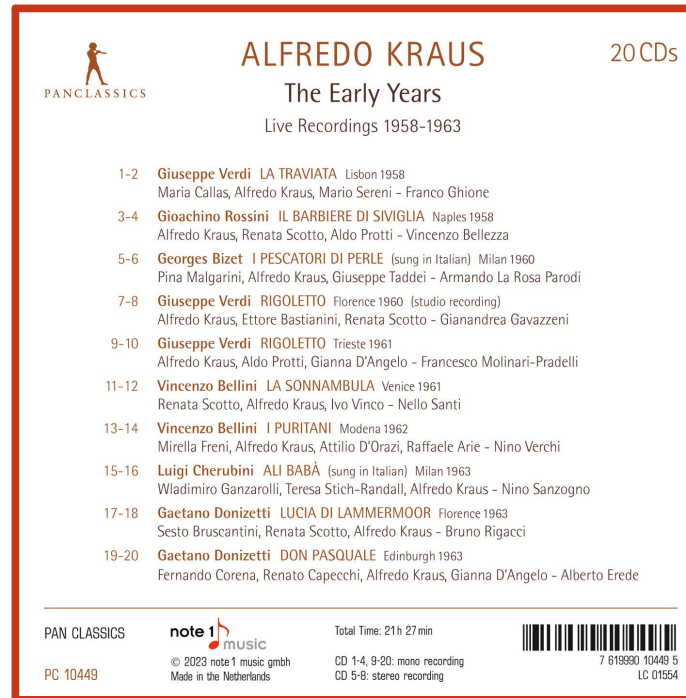 PANCLASSICS
ALFREDO KRAUS
20 CDs
The Early Years
Live Recordings 1958-1963
1-2 Giuseppe Verdi LA TRAVIATA Lisbon 1958
Maria Callas, Alfredo Kraus, Mario Sereni - Franco Ghione
3-4 Gioachino Rossini IL BARBIERE DI SIVIGLIA Naples 1958
Alfredo Kraus, Renata Scotto, Aldo Protti - Vincenzo Bellezza
5-6 Georges Bizet I PESCATORI DI PERLE (sung in Italian) Milan 1960
Pina Malgarini, Alfredo Kraus, Giuseppe Taddei - Armando La Rosa Parodi
7-8 Giuseppe Verdi RIGOLETTO Florence 1960 (studio recording)
Alfredo Kraus, Ettore Bastianini, Renata Scotto - Gianandrea Gavazzeni
9-10 Giuseppe Verdi RIGOLETTO Trieste 1961
Alfredo Kraus, Aldo Protti, Gianna D'Angelo - Francesco Molinari-Pradelli
11-12 Vincenzo Bellini LA SONNAMBULA Venice 1961
Renata Scotto, Alfredo Kraus, Ivo Vinco - Nello Santi
13-14 Vincenzo Bellini I PURITANI Modena 1962
Mirella Freni, Alfredo Kraus, Attilio D'Orazi, Raffaele Arie - Nino Verchi
15-16 Luigi Cherubini ALI BABÀ (sung in Italian) Milan 1963
Wladimiro Ganzarolli, Teresa Stich-Randall, Alfredo Kraus - Nino Sanzogno
17-18 Gaetano Donizetti LUCIA DI LAMMERMOOR Florence 1963
Sesto Bruscantini, Renata Scotto, Alfredo Kraus - Bruno Rigacci
19-20 Gaetano Donizetti DON PASQUALE Edinburgh 1963
Fernando Corena, Renato Capecchi, Alfredo Kraus, Gianna D'Angelo - Alberto Erede
PAN CLASSICS
PC 10449
note 1 music
© 2023 note 1 music gmbh
Made in the Netherlands
Total Time: 21 h 27 min
CD 1-4, 9-20: mono recording
CD 5-8: stereo recording
7 619990 10449 5
LC 01554